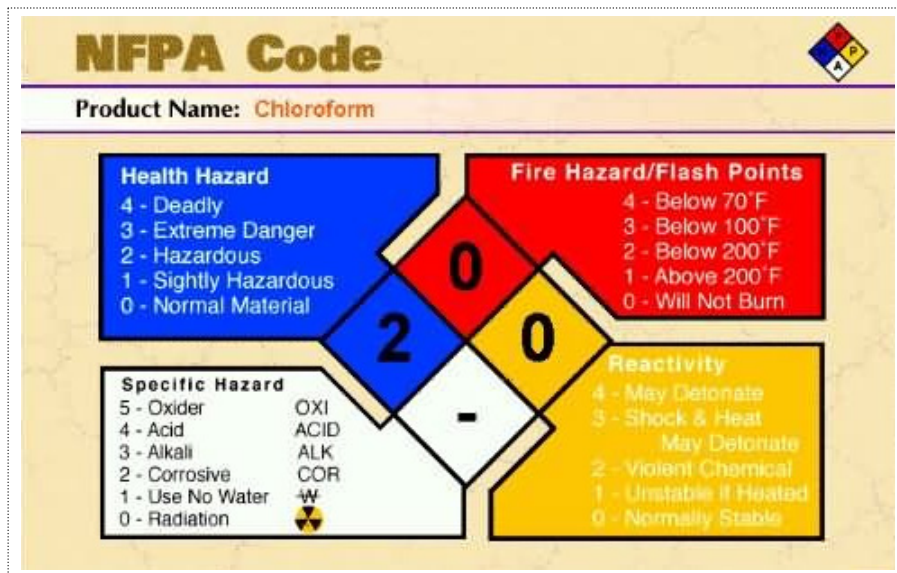 NFPA Code
P
A
Product Name: Chloroform
Health Hazard
4 - Deadly
3 - Extreme Danger
2 - Hazardous
1 - Sightly Hazardous
0 - Normal Material
Fire Hazard/Flash Points
4 - Below 70°F
3 - Below 100°F
2 - Below 200°F
1 - Above 200°F
0 - Will Not Burn
0
2
0
-
Specific Hazard
5 - Oxider OXI
4 - Acid ACID
3 - Alkali ALK
2 - Corrosive COR
1 - Use No Water W
0 - Radiation
Reactivity
4 - May Detonate
3 - Shock & Heat
May Detonate
2 - Violent Chemical
1 - Unstable if Heated
0 - Normally Stable